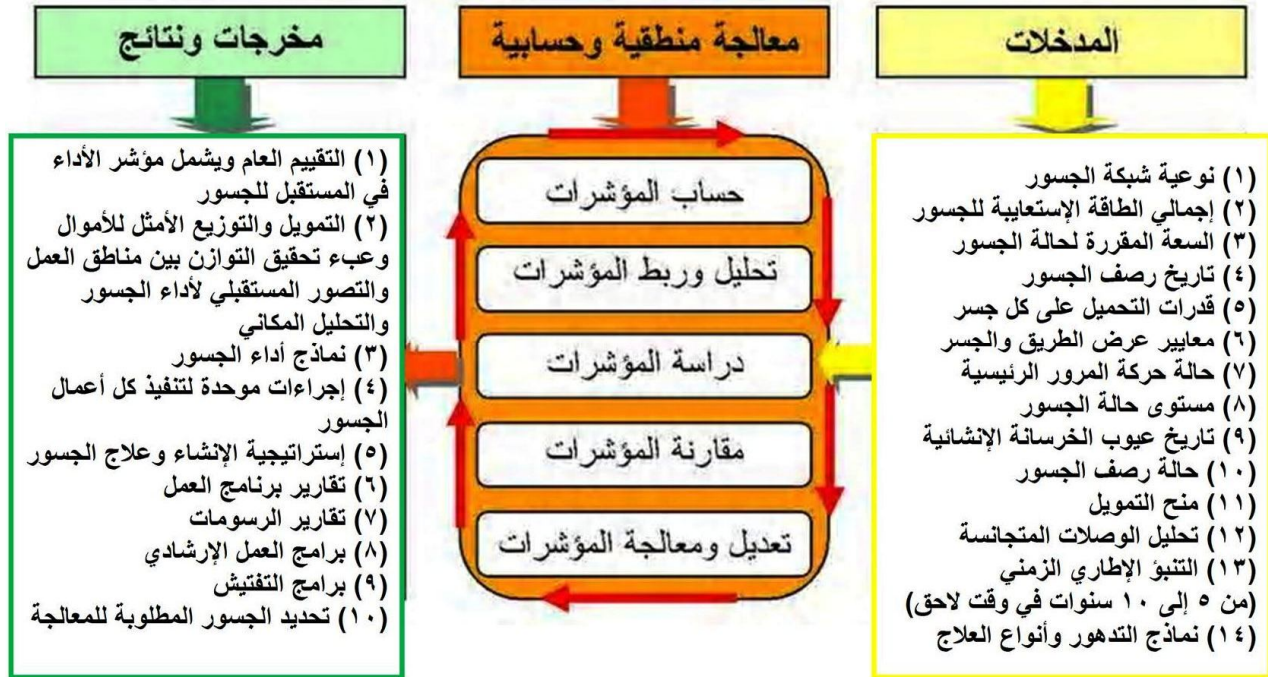 المدخلات
(١) نوعية شبكة الجسور
(٢) إجمالي الطاقة الإستعايبة للجسور
(٣) السعة المقررة لحالة الجسور
(٤) تاريخ رصف الجسور
(٥) قدرات التحميل على كل جسر
(٦) معايير عرض الطريق والجسر
(٧) حالة حركة المرور الرئيسية
(٨) مستوى حالة الجسور
(٩) تاريخ عيوب الخرسانة الإنشائية
(١٠) حالة رصف الجسور
(١١) منح التمويل
(١٢) تحليل الوصلات المتجانسة
(١٣) التنبؤ الإطاري الزمني
(من ٥ إلى ١٠ سنوات في وقت لاحق)
(١٤) نماذج التدهور وأنواع العلاج
معالجة منطقية وحسابية
حساب المؤشرات
تحليل وربط المؤشرات
دراسة المؤشرات
مقارنة المؤشرات
تعديل ومعالجة المؤشرات
مخرجات ونتائج
(١) التقييم العام ويشمل مؤشر الأداء
في المستقبل للجسور
(٢) التمويل والتوزيع الأمثل للأموال
وعبء تحقيق التوازن بين مناطق العمل
والتصور المستقبلي لأداء الجسور
والتحليل المكاني
(٣) نماذج أداء الجسور
(٤) إجراءات موحدة لتنفيذ كل أعمال
الجسور
(٥) إستراتيجية الإنشاء وعلاج الجسور
(٦) تقارير برنامج العمل
(٧) تقارير الرسومات
(٨) برامج العمل الإرشادي
(٩) برامج التفتيش
(١٠) تحديد الجسور المطلوبة للمعالجة